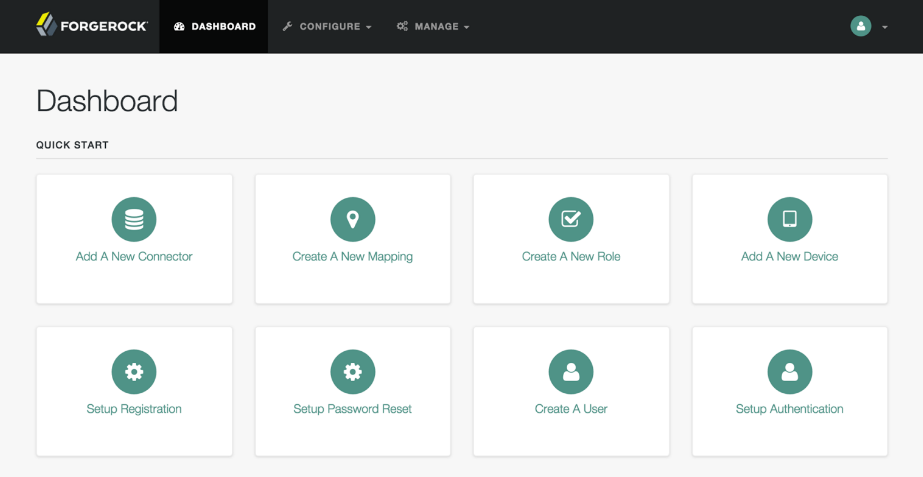 FORGEROCK DASHBOARD CONFIGURE MANAGE
Dashboard
QUICK START
Add A New Connector
Create A New Mapping
Create A New Role
Add A New Device
Setup Registration
Setup Password Reset
Create A User
Setup Authentication